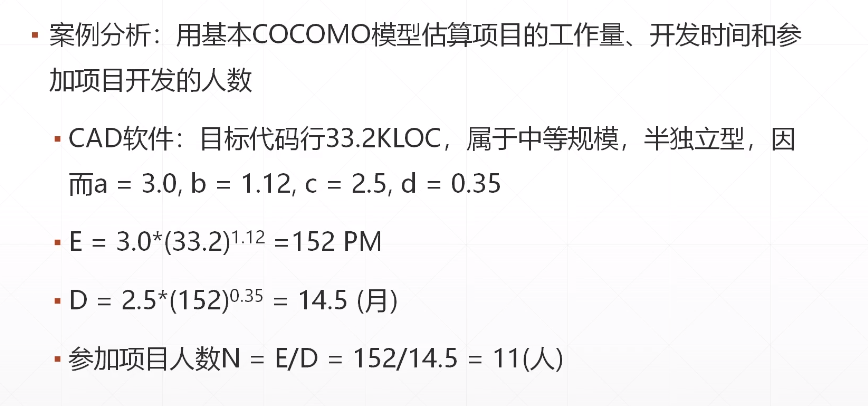 ▪ 案例分析：用基本COCOMO模型估算项目的工作量、开发时间和参
加项目开发的人数
▪ CAD软件：目标代码行33.2KLOC，属于中等规模，半独立型，因
而a = 3.0, b = 1.12, c = 2.5, d = 0.35
▪ E = 3.0*(33.2)^1.12 =152 PM
▪ D = 2.5*(152)^0.35 = 14.5 (月)
▪ 参加项目人数N = E/D = 152/14.5 = 11(人)